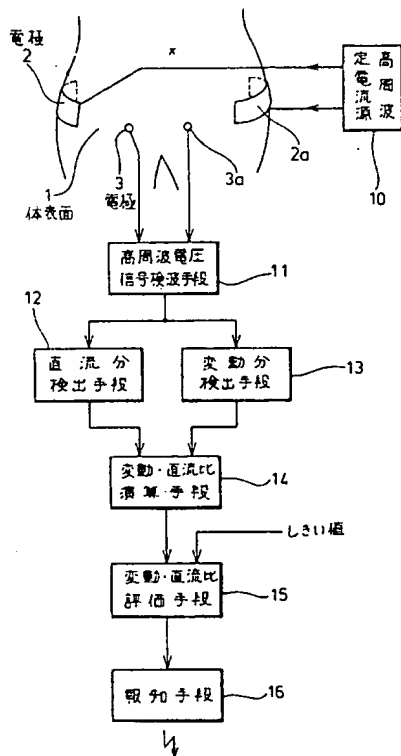 電極
2
x
高周波
定電流源
10
2a
3a
3
電極
1
体表面
高周波電圧
信号検波手段
11
12
直流分
検出手段
変動分
検出手段
13
変動・直流比
演算手段
14
しきい値
変動・直流比
評価手段
15
報知手段
16